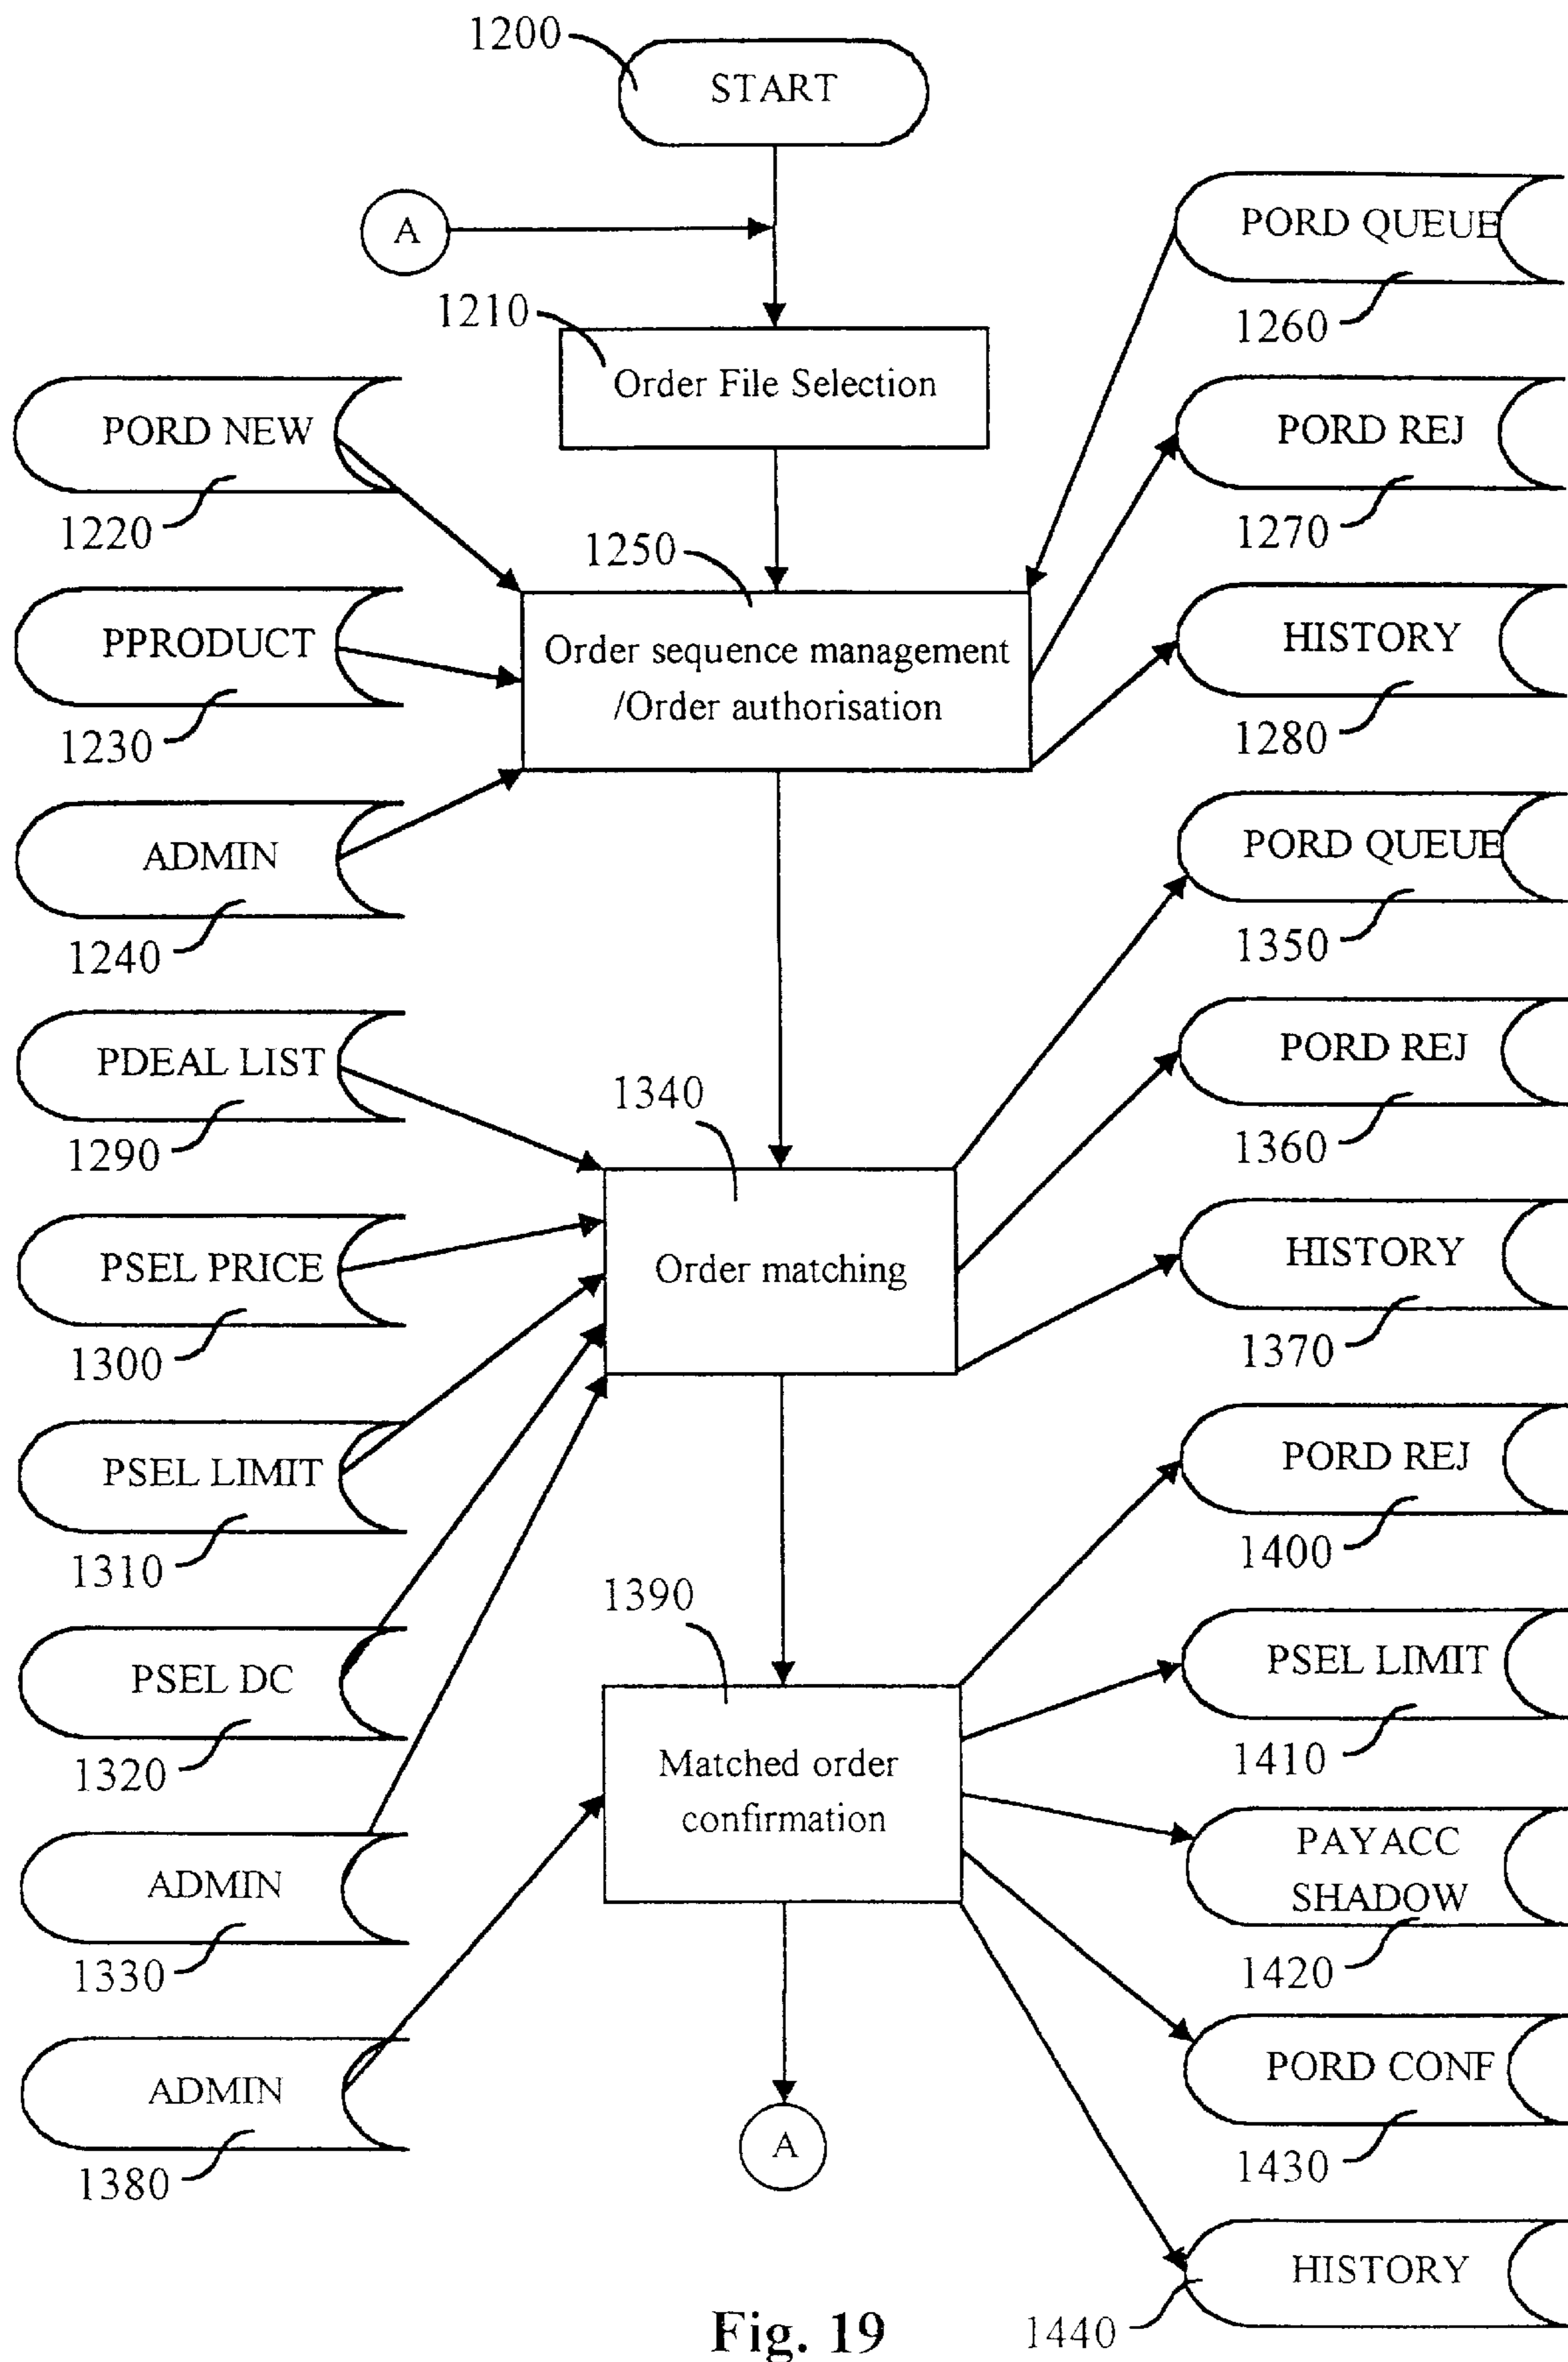 1200
START
A
PORD QUEUE
1260
1210
Order File Selection
PORD NEW
1220
PORD REJ
1270
1250
Order sequence management
/Order authorisation
PPRODUCT
1230
HISTORY
1280
ADMIN
1240
PORD QUEUE
1350
PDEAL LIST
1290
1340
PORD REJ
1360
PSEL PRICE
1300
Order matching
HISTORY
1370
PSEL LIMIT
1310
PORD REJ
1400
PSEL DC
1320
1390
PSEL LIMIT
1410
Matched order
confirmation
ADMIN
1330
PAYACC
SHADOW
1420
ADMIN
1380
A
PORD CONF
1430
HISTORY
1440
Fig. 19